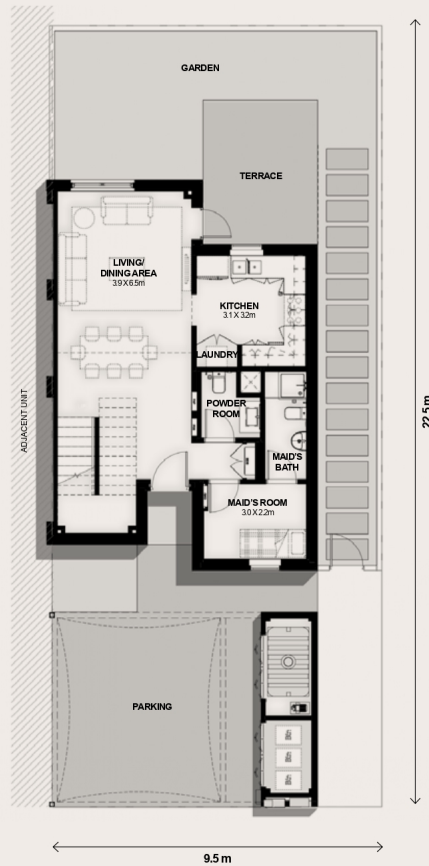 GARDEN
TERRACE
LIVING/
DINING AREA
3.9 X 6.5m
KITCHEN
3.1 X 3.2m
LAUNDRY
POWDER
ROOM
MAID'S
BATH
MAID'S ROOM
3.0 X 2.2m
ADJACENT UNIT
22.5 m
PARKING
9.5 m